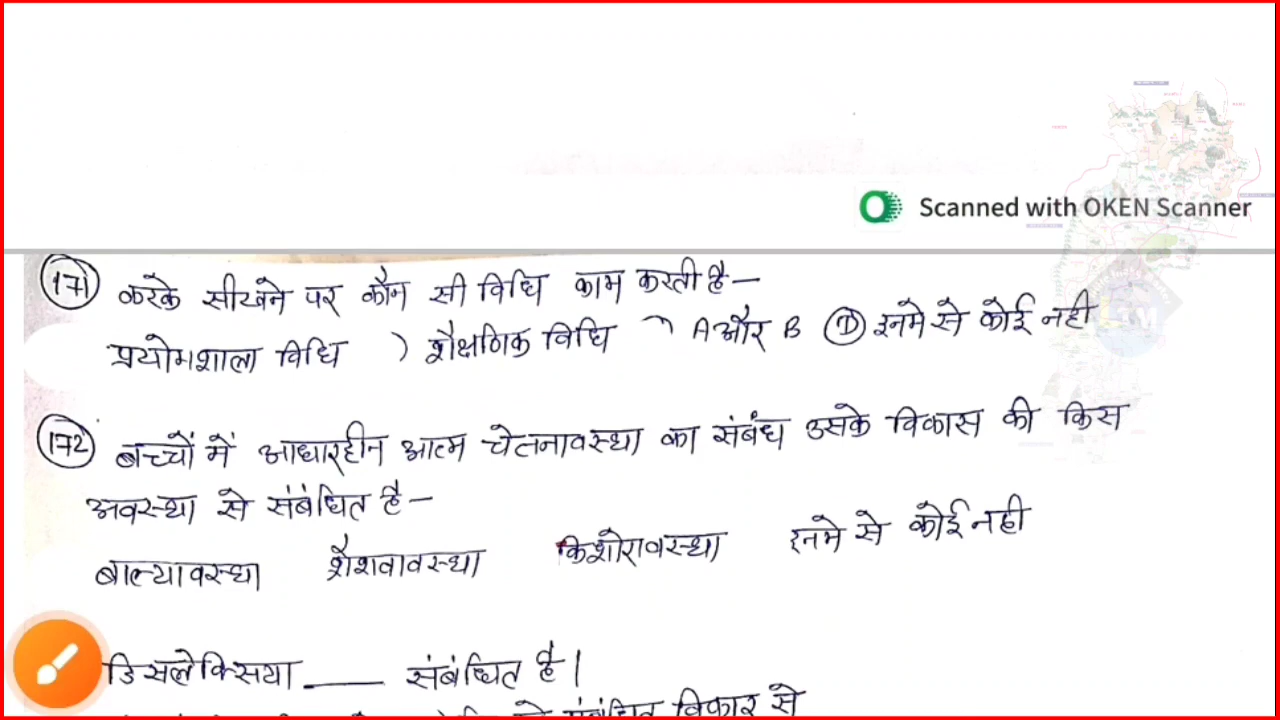 Scanned with OKEN Scanner
171 करके सीखने पर कौन सी विधि काम करती है —
प्रयोगशाला विधि ) शैक्षणिक विधि A और B D इनमे से कोई नही
172 बच्चों में आधारहीन आत्म चेतनावस्था का संबंध उसके विकास की किस
अवस्था से संबंधित है —
बाल्यावस्था शैशवावस्था किशोरावस्था इनमे से कोई नही
डिसलेक्सिया ____ संबंधित है।
से संबंधित विकार से